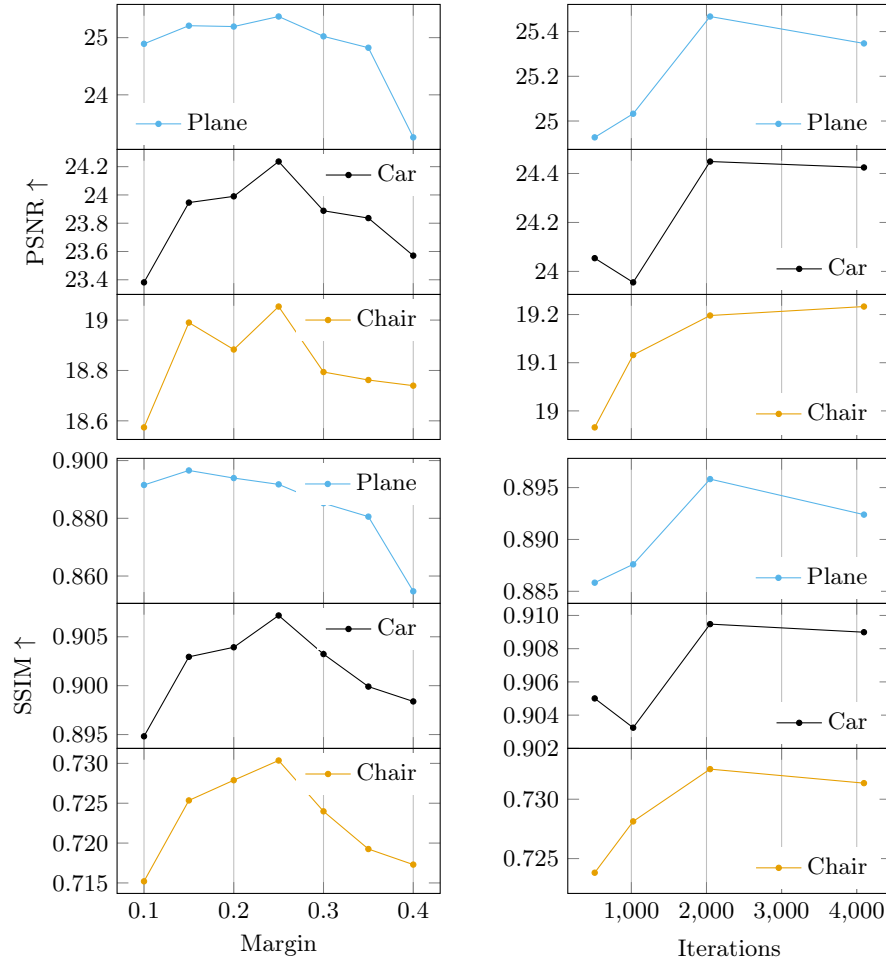 PSNR ↑
25
24
Plane
25.4
25.2
25
Plane
24.2
24
23.8
23.6
23.4
Car
24.4
24.2
24
Car
19
18.8
18.6
Chair
19.2
19.1
19
Chair
SSIM ↑
0.900
0.880
0.860
Plane
0.895
0.890
0.885
Plane
0.905
0.900
0.895
Car
0.910
0.908
0.906
0.904
0.902
Car
0.730
0.725
0.720
0.715
Chair
0.730
0.725
Chair
0.1 0.2 0.3 0.4
Margin
1,000 2,000 3,000 4,000
Iterations